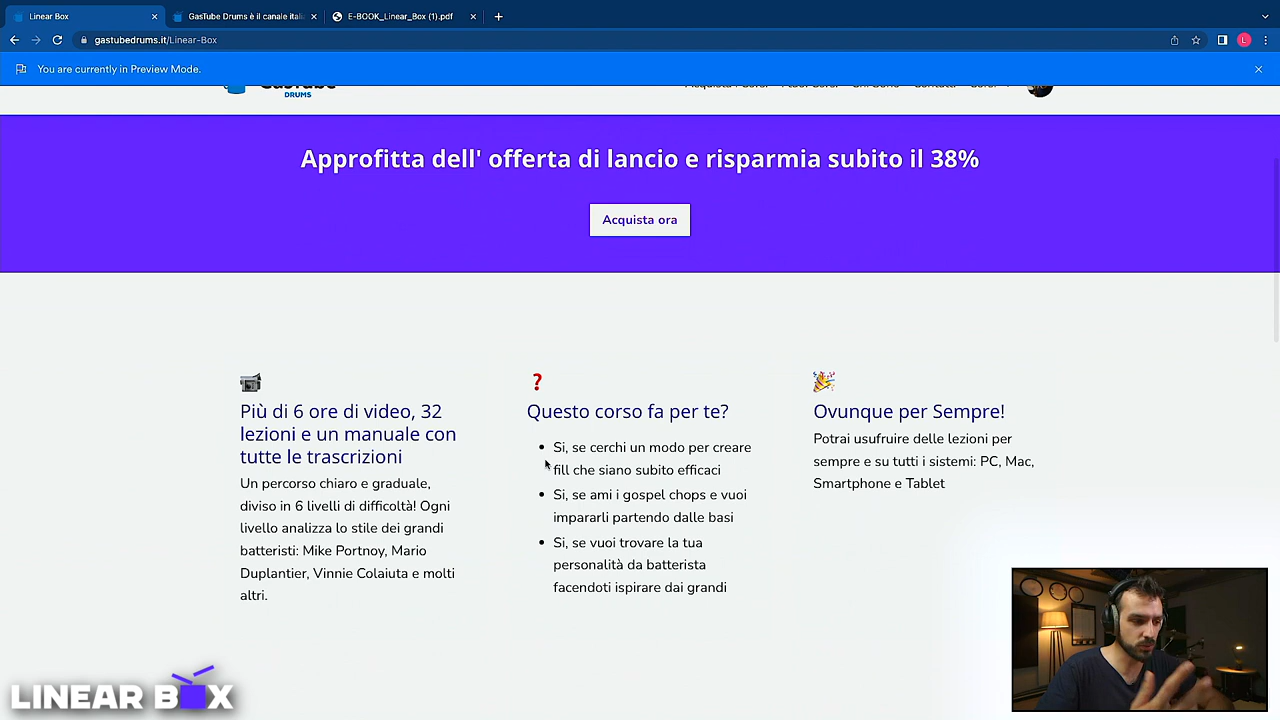 Linear Box
GasTube Drums è il canale itali
E-BOOK_Linear_Box (1).pdf
gastubedrums.it/Linear-Box
L
You are currently in Preview Mode.
DRUMS
Approfitta dell' offerta di lancio e risparmia subito il 38%
Acquista ora
Più di 6 ore di video, 32
lezioni e un manuale con
tutte le trascrizioni
Un percorso chiaro e graduale,
diviso in 6 livelli di difficoltà! Ogni
livello analizza lo stile dei grandi
batteristi: Mike Portnoy, Mario
Duplantier, Vinnie Colaiuta e molti
altri.
Questo corso fa per te?
• Si, se cerchi un modo per creare
fill che siano subito efficaci
• Si, se ami i gospel chops e vuoi
impararli partendo dalle basi
• Si, se vuoi trovare la tua
personalità da batterista
facendoti ispirare dai grandi
Ovunque per Sempre!
Potrai usufruire delle lezioni per
sempre e su tutti i sistemi: PC, Mac,
Smartphone e Tablet
LINEAR BOX